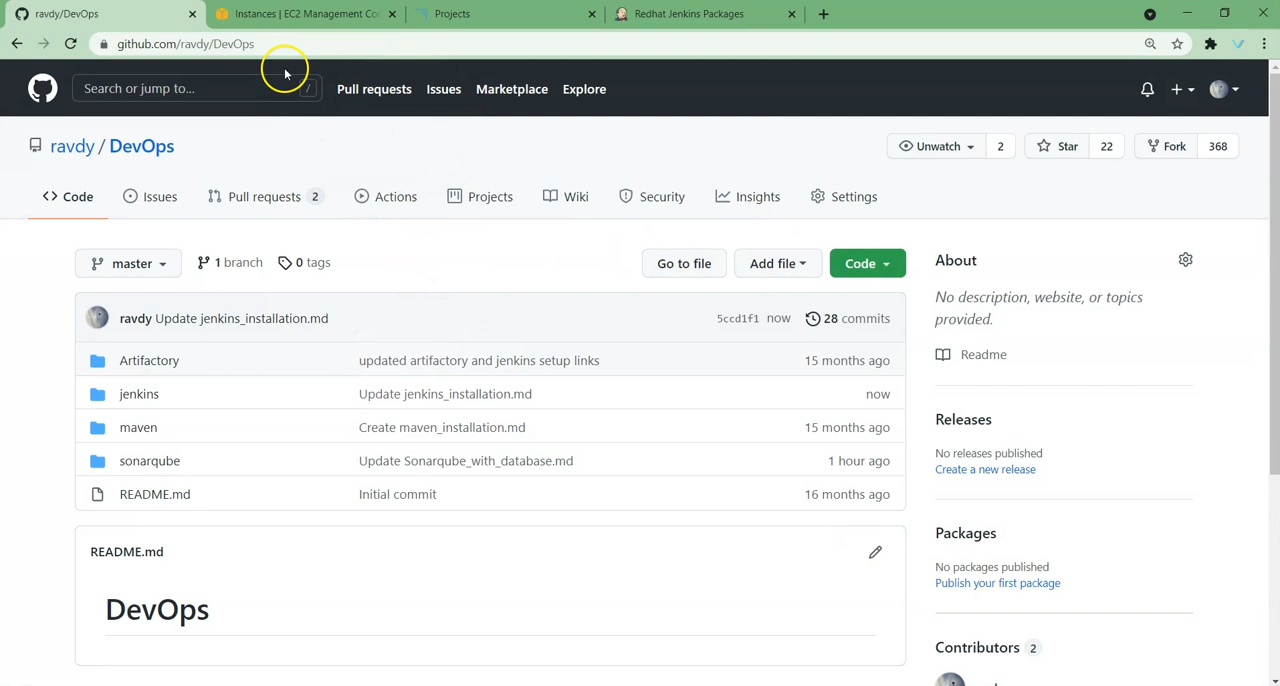 ravdy/DevOps
Instances | EC2 Management Co
Projects
Redhat Jenkins Packages
github.com/ravdy/DevOps
Search or jump to...
/
Pull requests
Issues
Marketplace
Explore
ravdy / DevOps
Unwatch 2
Star 22
Fork 368
Code
Issues
Pull requests 2
Actions
Projects
Wiki
Security
Insights
Settings
master
1 branch
0 tags
Go to file
Add file
Code
ravdy Update jenkins_installation.md
5ccd1f1 now
28 commits
Artifactory updated artifactory and jenkins setup links 15 months ago
jenkins Update jenkins_installation.md now
maven Create maven_installation.md 15 months ago
sonarqube Update Sonarqube_with_database.md 1 hour ago
README.md Initial commit 16 months ago
README.md
DevOps
About
No description, website, or topics
provided.
Readme
Releases
No releases published
Create a new release
Packages
No packages published
Publish your first package
Contributors 2